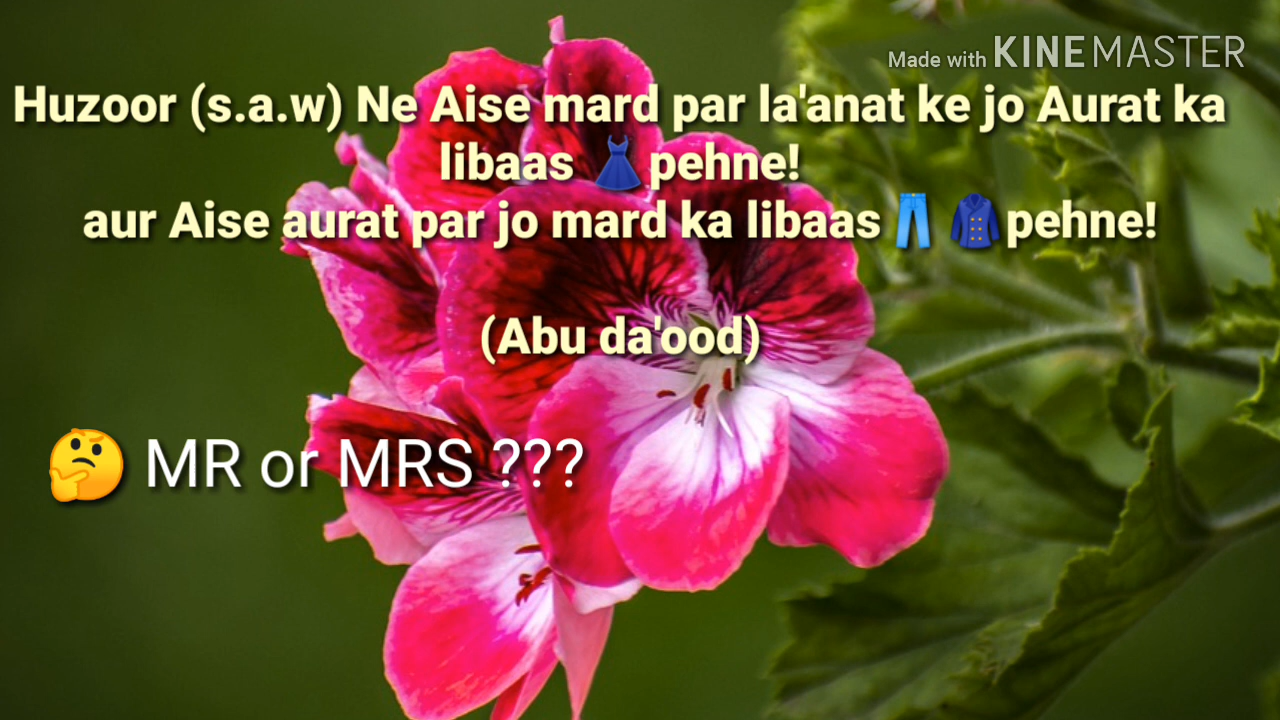 Made with KINEMASTER
Huzoor (s.a.w) Ne Aise mard par la'anat ke jo Aurat ka
libaas 👗pehne!
aur Aise aurat par jo mard ka libaas👖🧥pehne!
(Abu da'ood)
🤔 MR or MRS ???